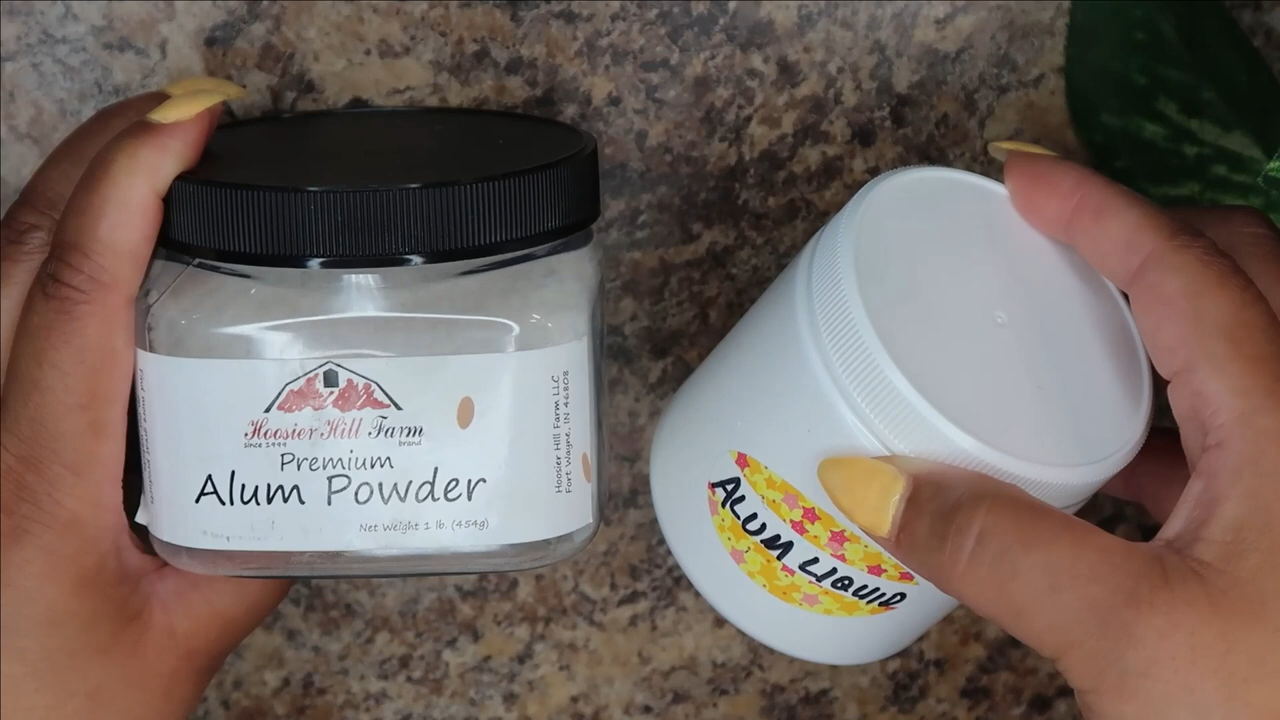 Hoosier Hill Farm
since 1999 brand
Premium
Alum Powder
Net Weight 1 lb. (454g)
Hoosier Hill Farm LLC
Fort Wayne, IN 46808
ALUM LIQUID